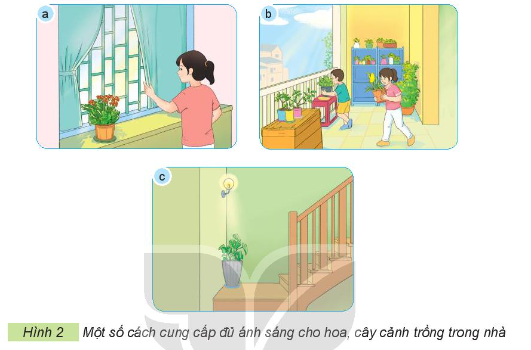 a
b
c
Hình 2 Một số cách cung cấp đủ ánh sáng cho hoa, cây cảnh trồng trong nhà